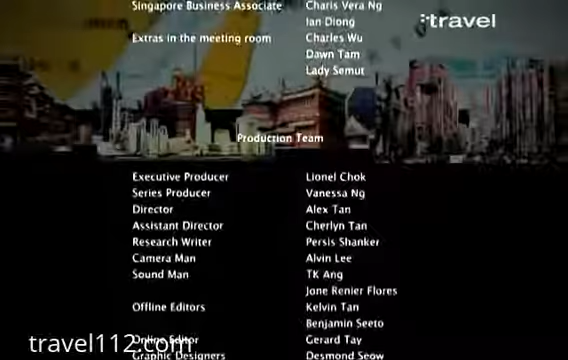 Singapore Business Associate Charis Vera Ng
Ian Diong
Extras in the meeting room Charles Wu
Dawn Tam
Lady Semut
travel
Production Team
Executive Producer Lionel Chok
Series Producer Vanessa Ng
Director Alex Tan
Assistant Director Cherlyn Tan
Research Writer Persis Shanker
Camera Man Alvin Lee
Sound Man TK Ang
Jone Renier Flores
Offline Editors Kelvin Tan
Benjamin Seeto
Online Editor Gerard Tay
Graphic Designers Desmond Seow
travel112.com